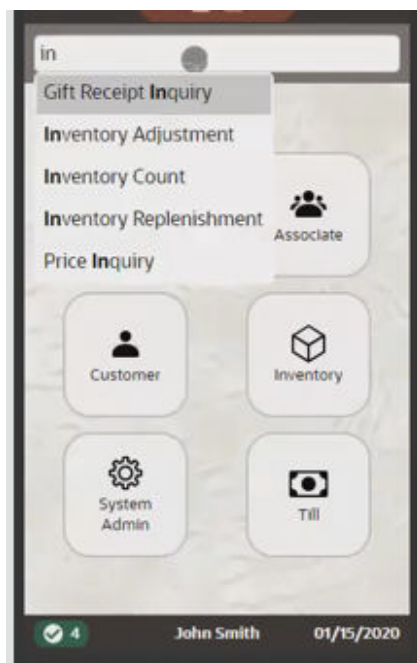 in
Gift Receipt Inquiry
Inventory Adjustment
Inventory Count
Inventory Replenishment
Price Inquiry
Associate
Customer
Inventory
System
Admin
Till
4
John Smith
01/15/2020